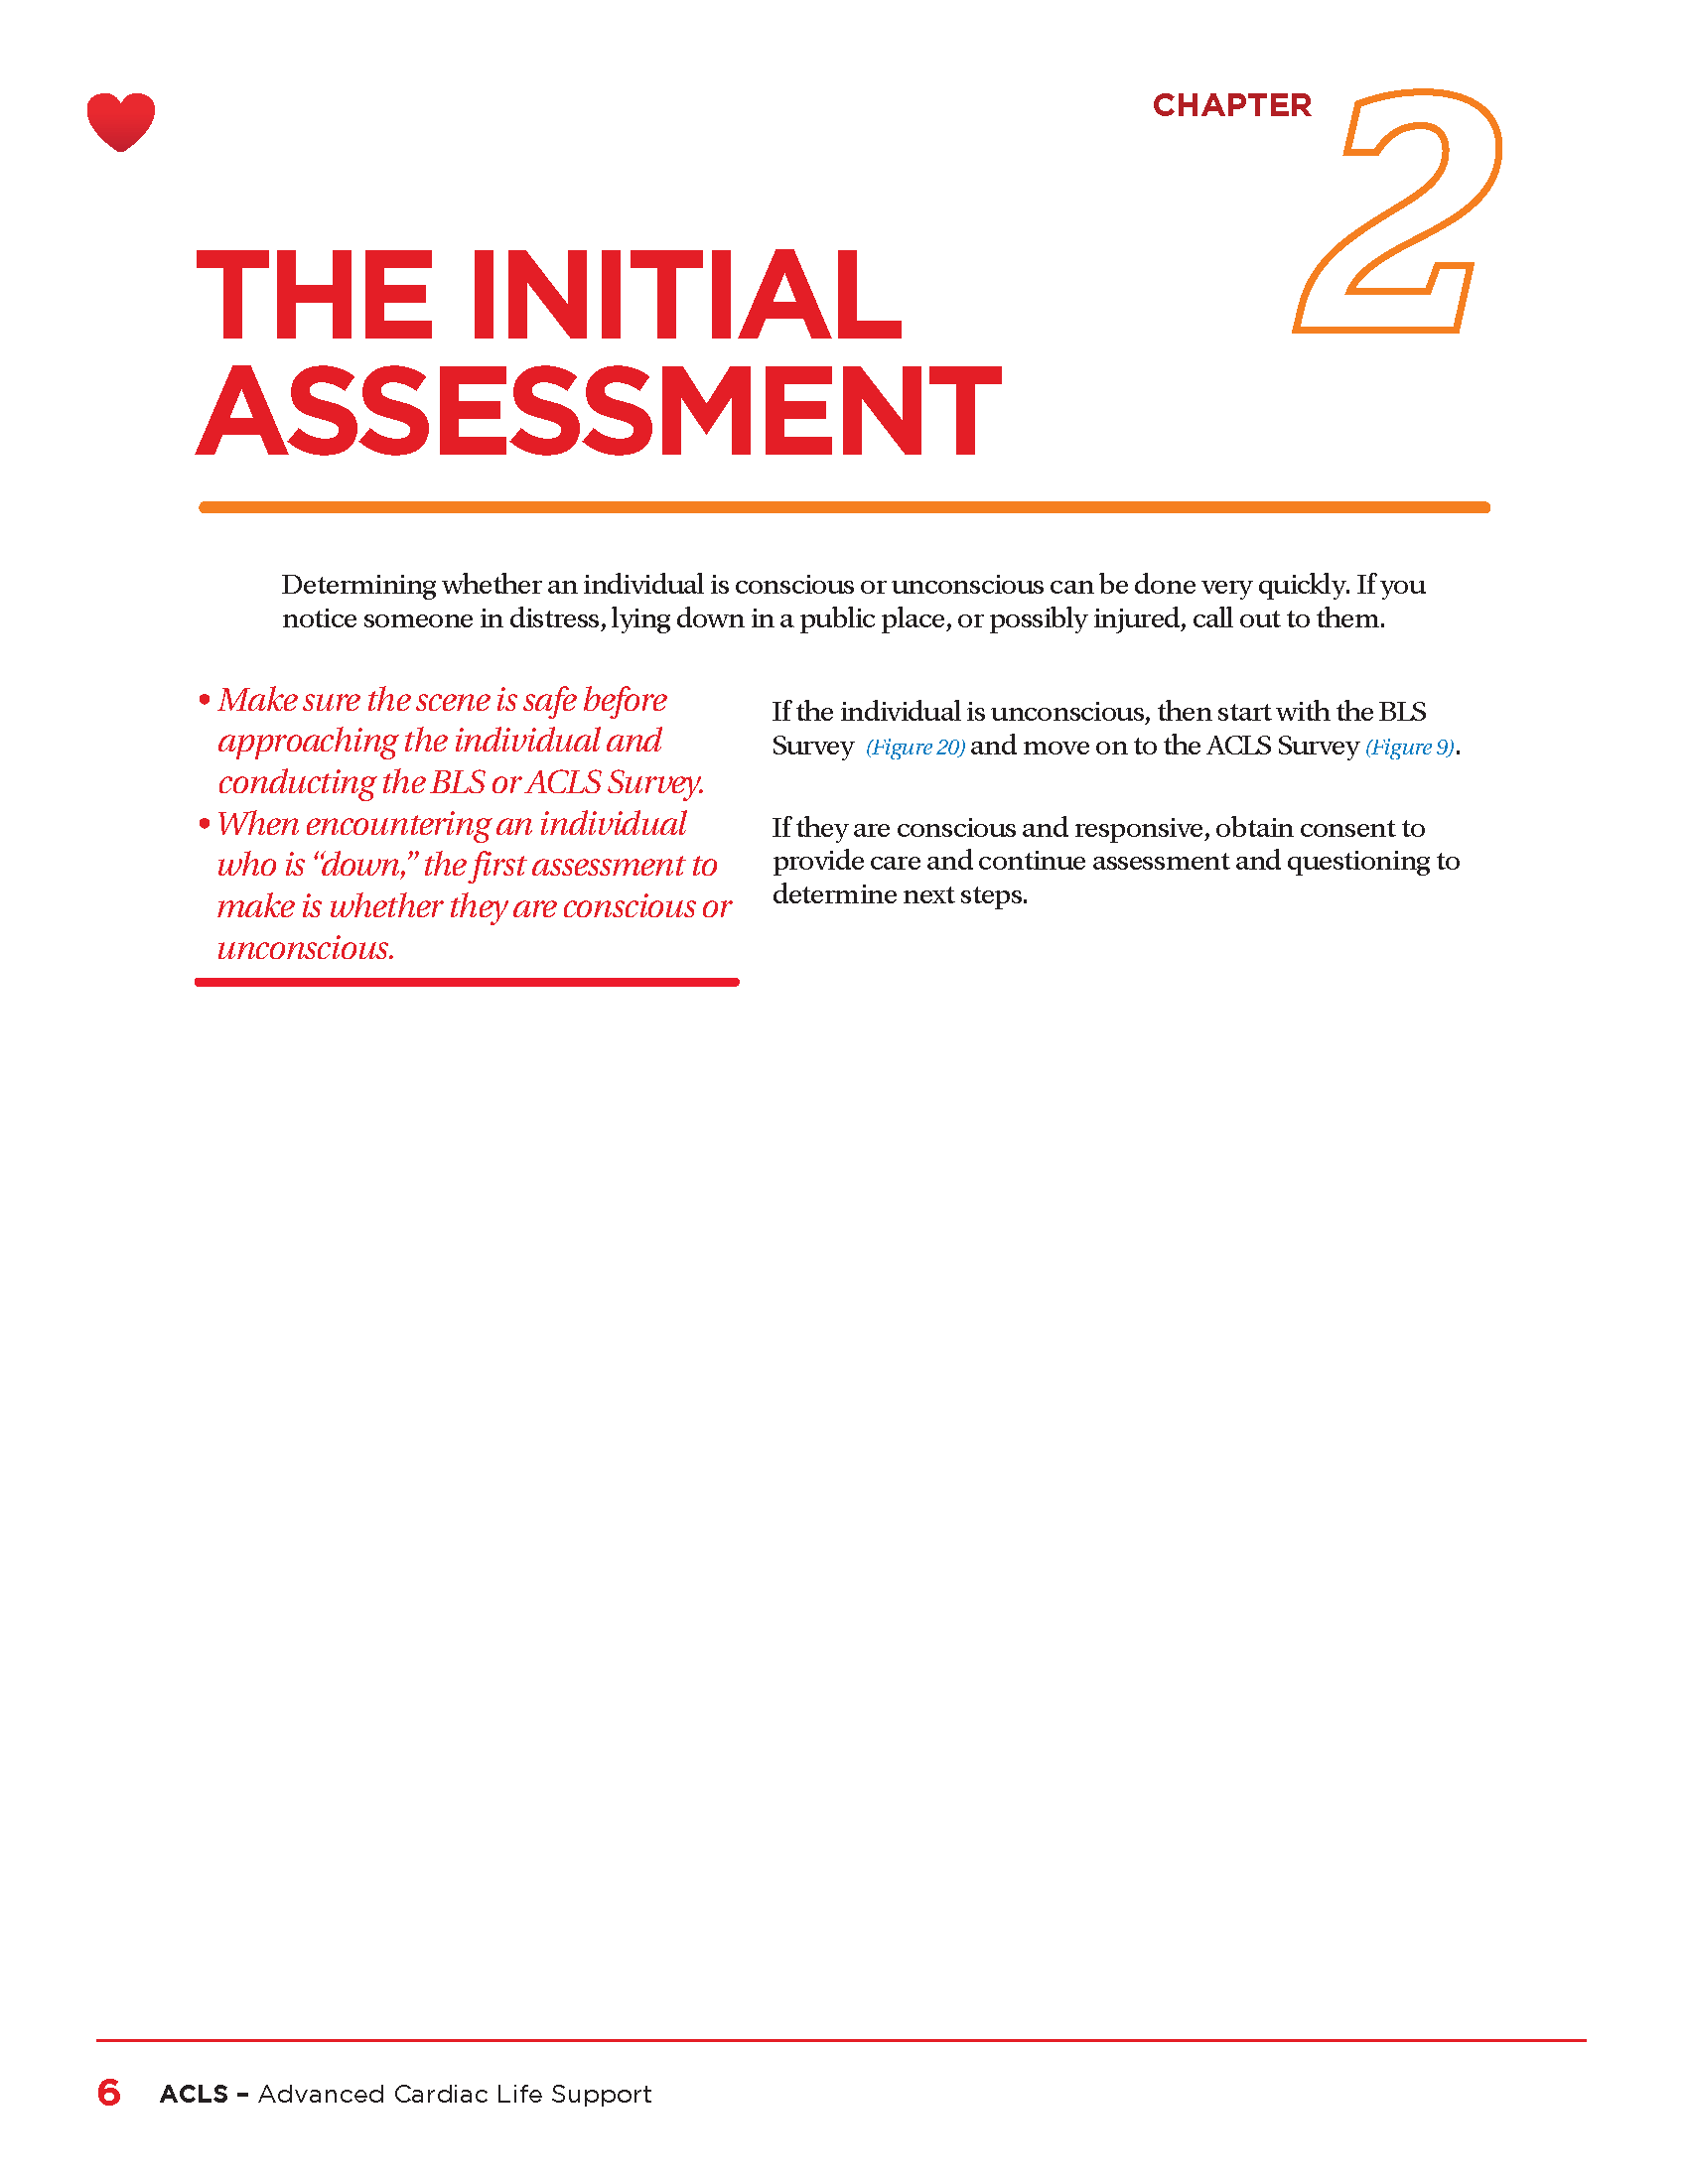 CHAPTER 2
THE INITIAL
ASSESSMENT
Determining whether an individual is conscious or unconscious can be done very quickly. If you
notice someone in distress, lying down in a public place, or possibly injured, call out to them.
• Make sure the scene is safe before
approaching the individual and
conducting the BLS or ACLS Survey.
• When encountering an individual
who is “down,” the first assessment to
make is whether they are conscious or
unconscious.
If the individual is unconscious, then start with the BLS
Survey (Figure 20) and move on to the ACLS Survey (Figure 9).
If they are conscious and responsive, obtain consent to
provide care and continue assessment and questioning to
determine next steps.
6 ACLS – Advanced Cardiac Life Support